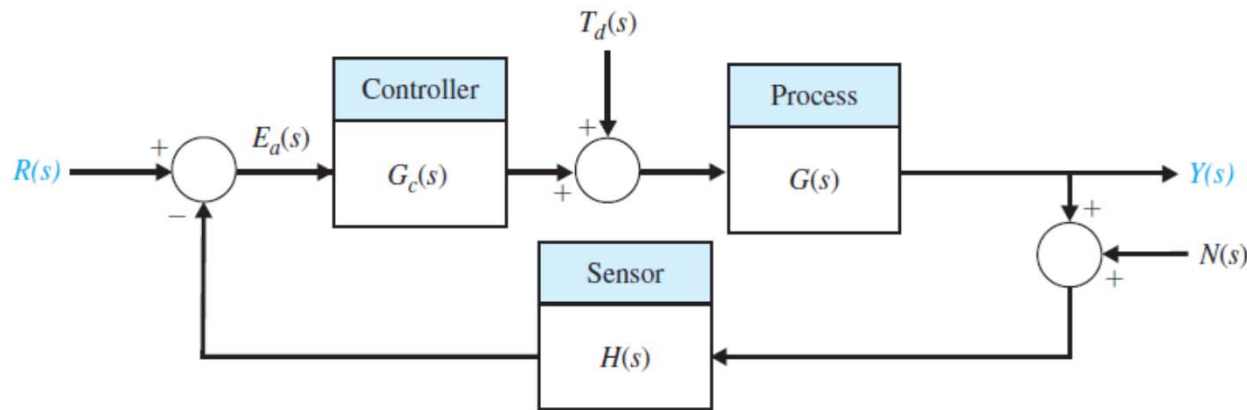 T_d(s)
Controller
Process
+
E_a(s)
+
R(s)
G_c(s)
+
G(s)
Y(s)
−
+
Sensor
N(s)
+
H(s)